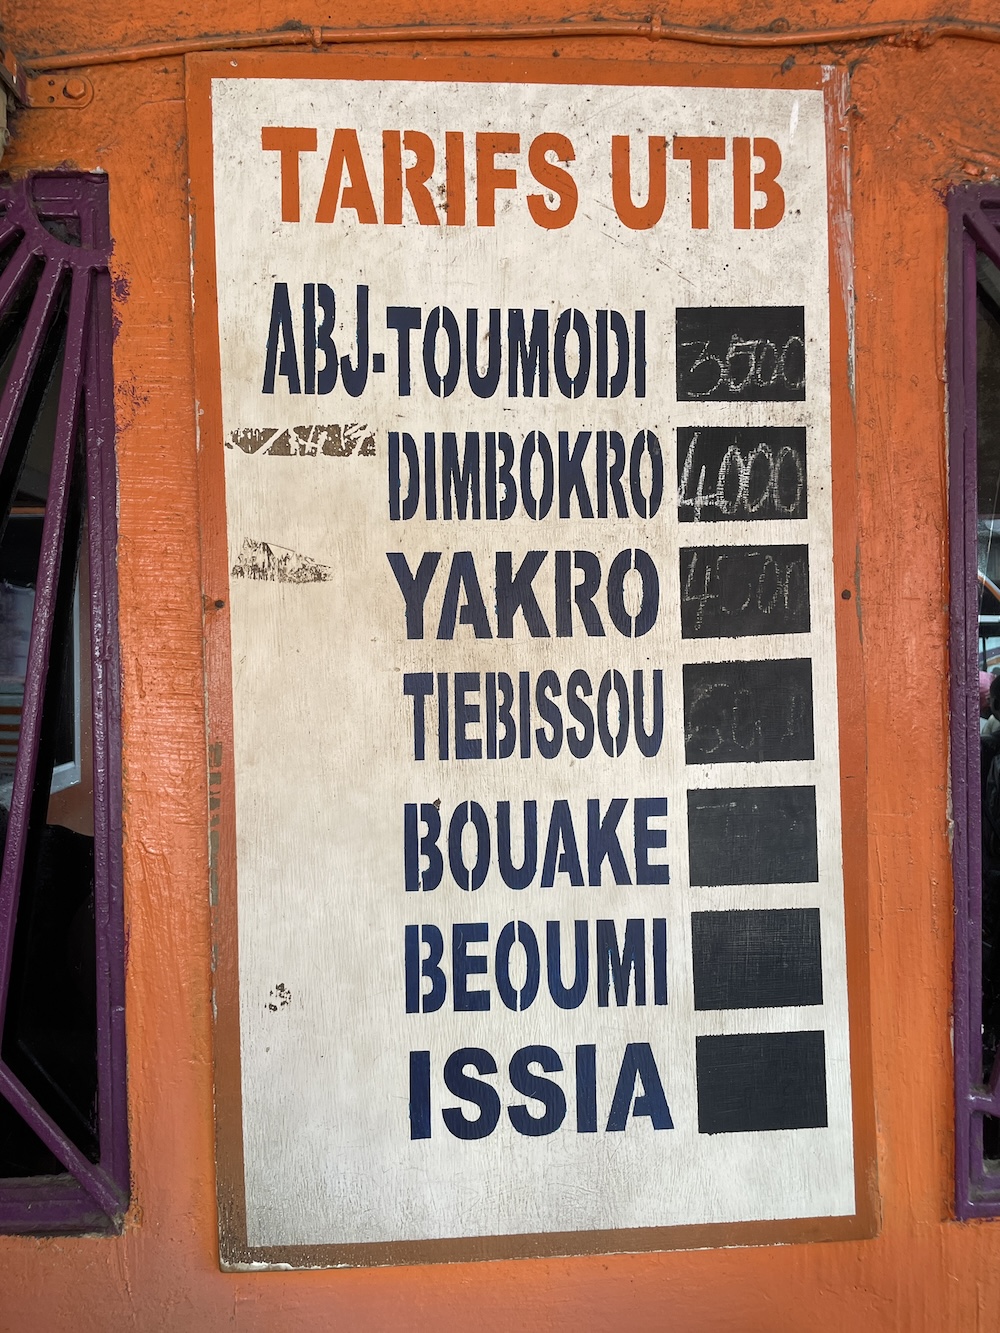 TARIFS UTB
ABJ-TOUMODI 3500
DIMBOKRO 4000
YAKRO 4500
TIEBISSOU
BOUAKE
BEOUMI
ISSIA